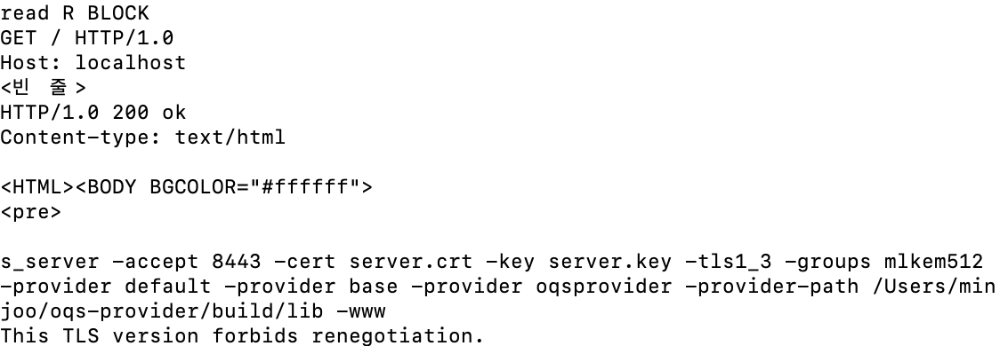 read R BLOCK
GET / HTTP/1.0
Host: localhost
<빈 줄>
HTTP/1.0 200 ok
Content-type: text/html

<HTML><BODY BGCOLOR="#ffffff">
<pre>

s_server -accept 8443 -cert server.crt -key server.key -tls1_3 -groups mlkem512
-provider default -provider base -provider oqsprovider -provider-path /Users/min
joo/oqs-provider/build/lib -www
This TLS version forbids renegotiation.